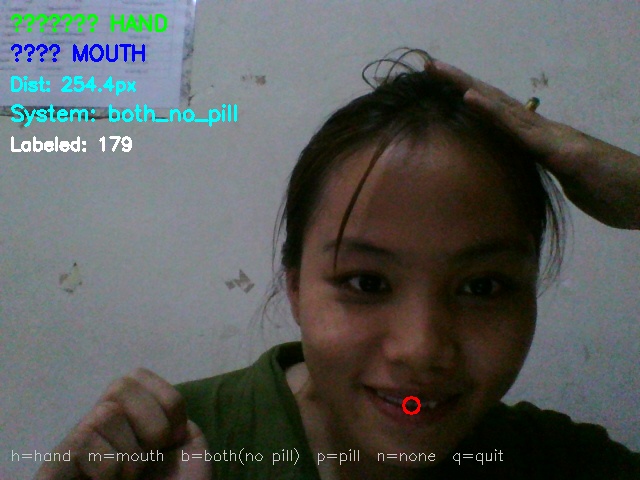 ??????? HAND
???? MOUTH
Dist: 254.4px
System: both_no_pill
Labeled: 179
h=hand m=mouth b=both(no pill) p=pill n=none q=quit